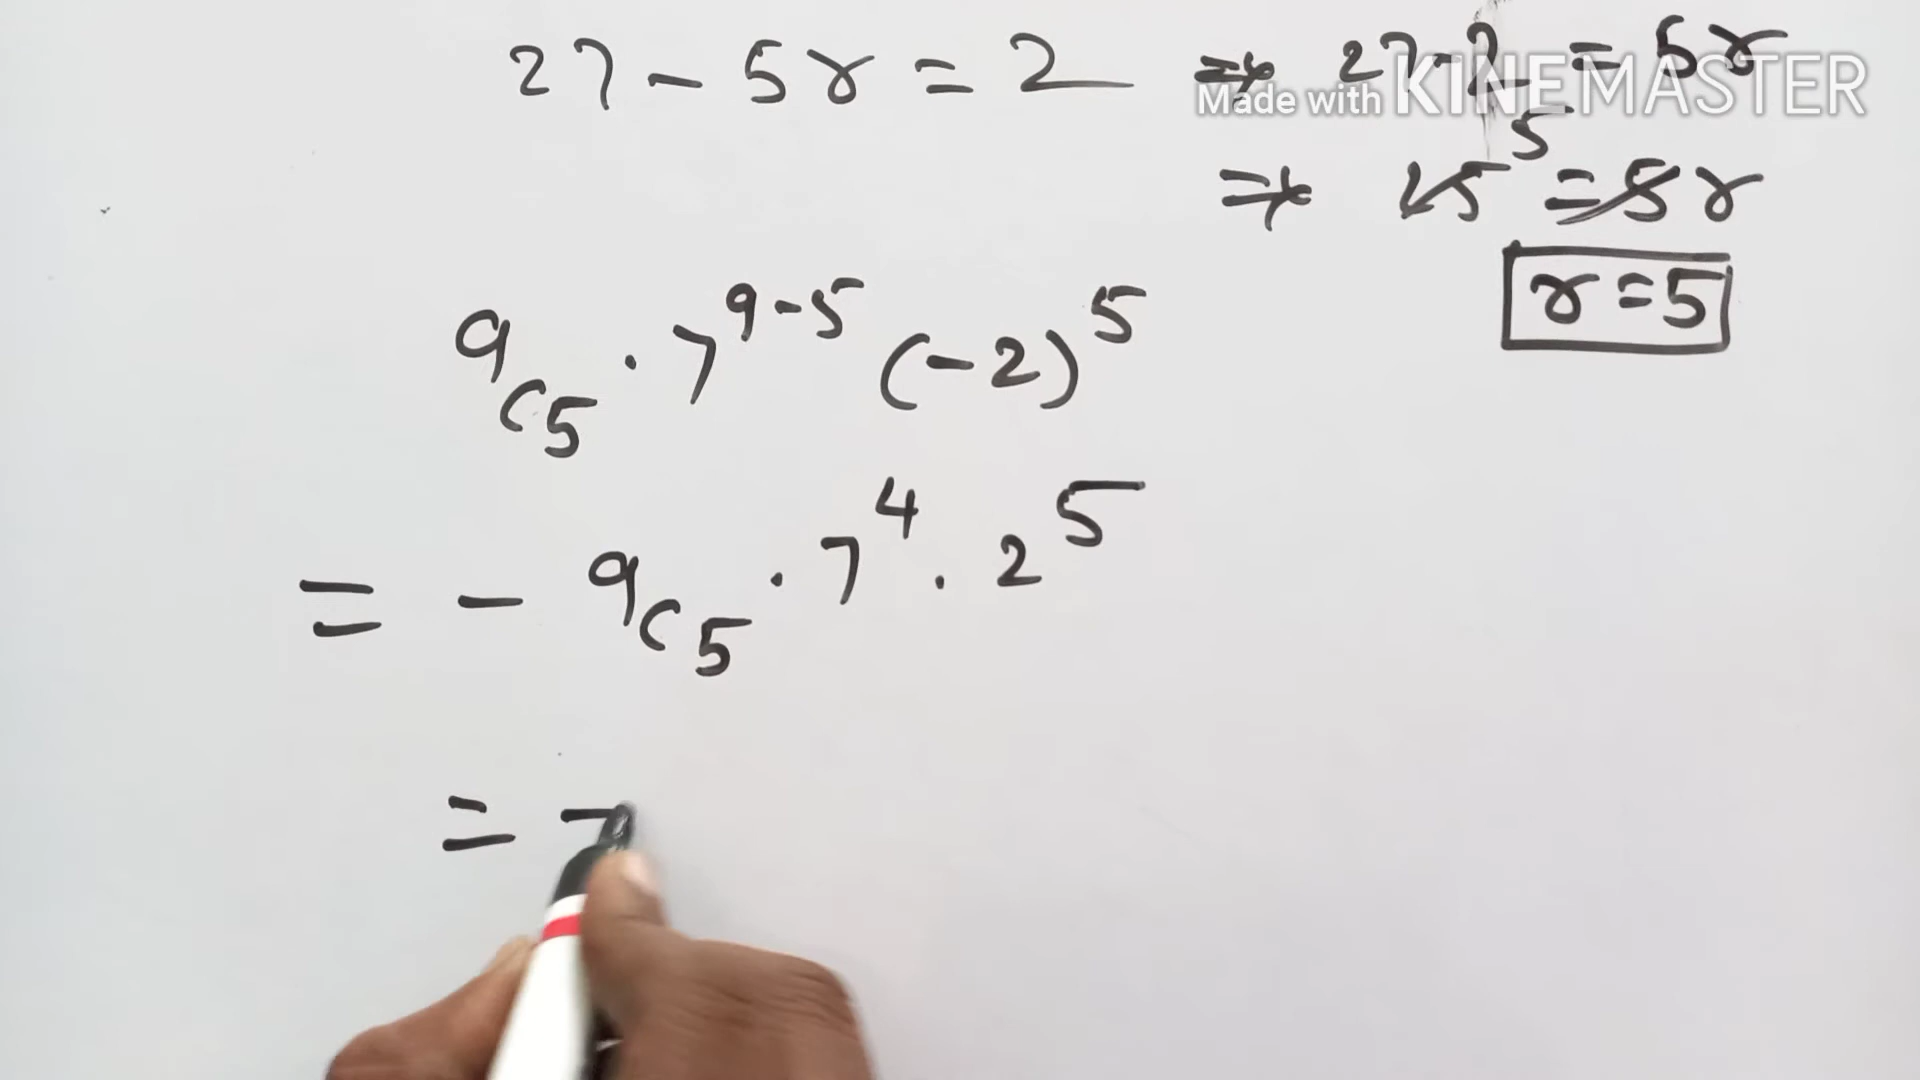 27 - 5r = 2 ⇒ 27 - 2 = 5r
Made with KINEMASTER
5
⇒ 25 = 5r
r = 5
9C5 · 7^(9-5) (-2)^5
= - 9C5 · 7^4 · 2^5
= -